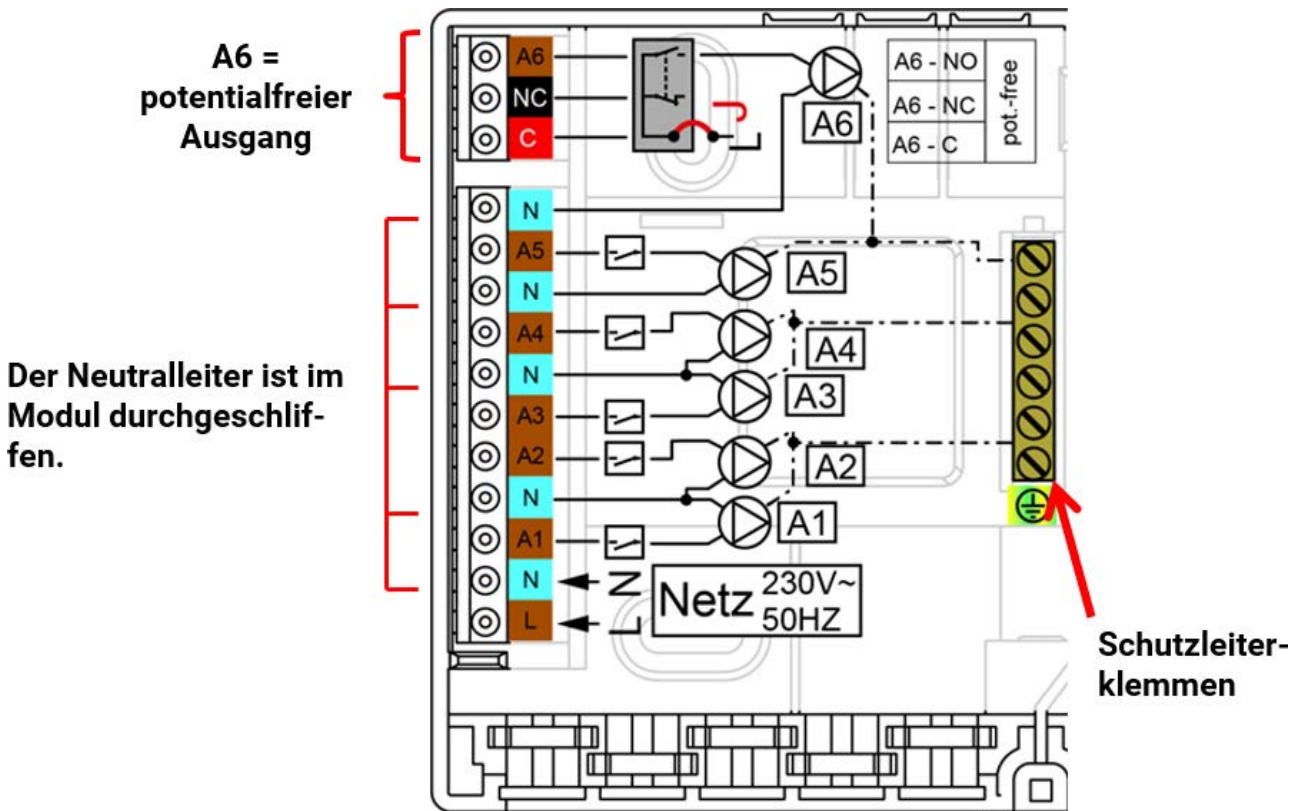 A6 =
potentialfreier
Ausgang
A6
NC
C
J
L
A6
A6 - NO
A6 - NC
A6 - C
pot.-free
N
A5
N
A4
N
A3
A2
N
A1
N
L
A5
A4
A3
A2
A1
N
L
Netz 230V~
50HZ
Der Neutralleiter ist im
Modul durchgeschlif-
fen.
Schutzleiter-
klemmen